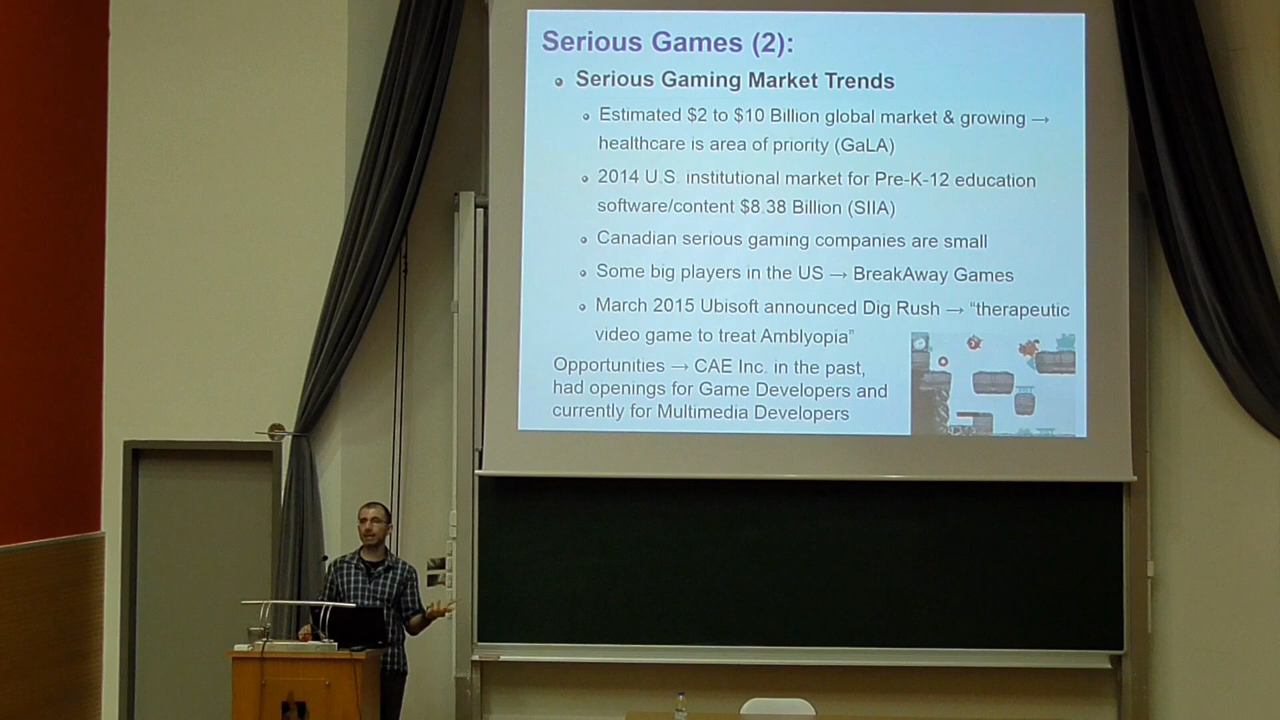 Serious Games (2):
Serious Gaming Market Trends
Estimated $2 to $10 Billion global market & growing →
healthcare is area of priority (GaLA)
2014 U.S. institutional market for Pre-K-12 education
software/content $8.38 Billion (SIIA)
Canadian serious gaming companies are small
Some big players in the US → BreakAway Games
March 2015 Ubisoft announced Dig Rush → “therapeutic
video game to treat Amblyopia”
Opportunities → CAE Inc. in the past,
had openings for Game Developers and
currently for Multimedia Developers